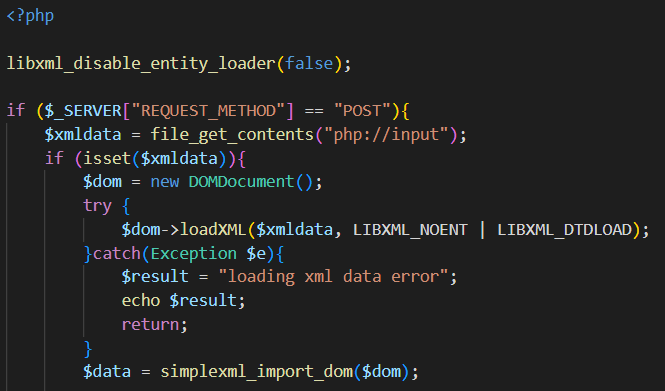 <?php
libxml_disable_entity_loader(false);
if ($_SERVER["REQUEST_METHOD"] == "POST"){
    $xmldata = file_get_contents("php://input");
    if (isset($xmldata)){
        $dom = new DOMDocument();
        try {
            $dom->loadXML($xmldata, LIBXML_NOENT | LIBXML_DTDLOAD);
        }catch(Exception $e){
            $result = "loading xml data error";
            echo $result;
            return;
        }
        $data = simplexml_import_dom($dom);